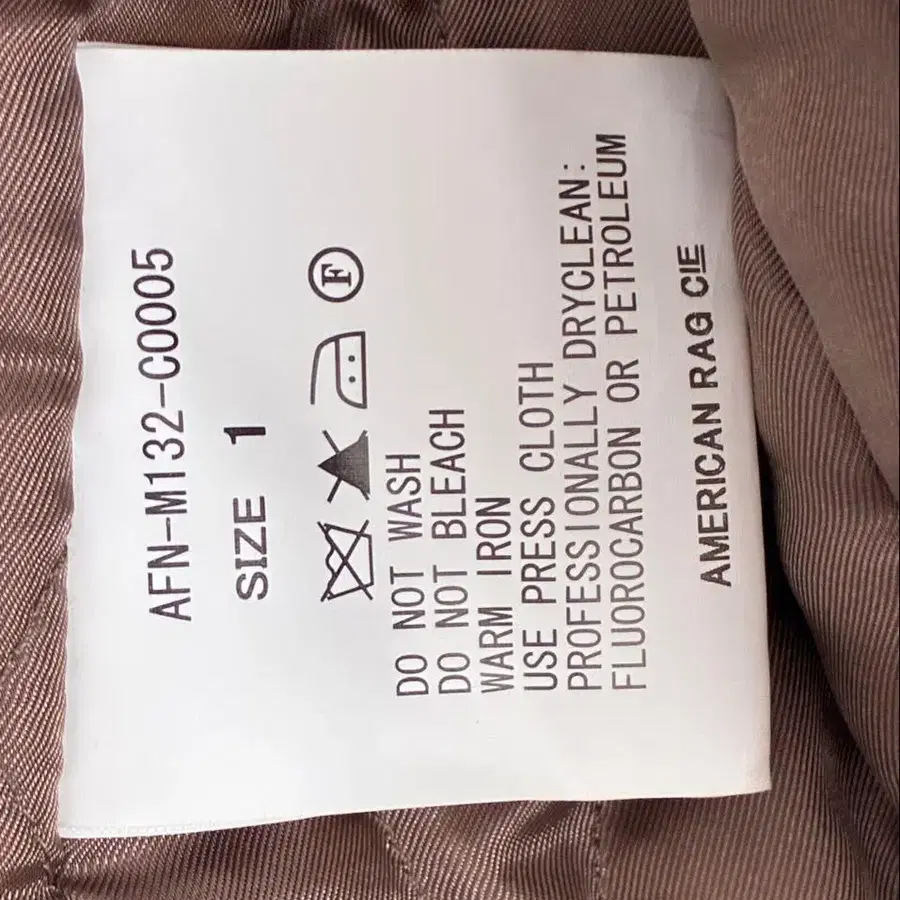 AFN-M132-C0005
SIZE 1
F
DO NOT WASH
DO NOT BLEACH
WARM IRON
USE PRESS CLOTH
PROFESSIONALLY DRYCLEAN:
FLUOROCARBON OR PETROLEUM
AMERICAN RAG CIE